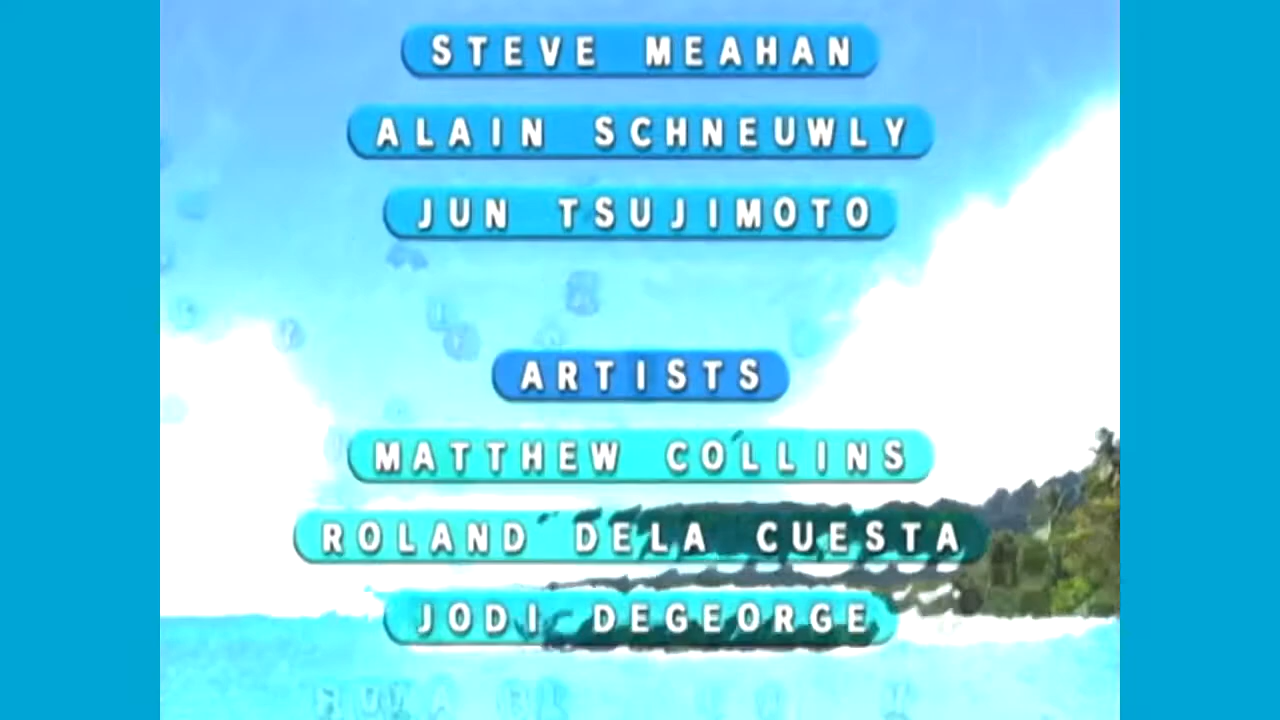 STEVE MEAHAN
ALAIN SCHNEUWLY
JUN TSUJIMOTO
ARTISTS
MATTHEW COLLINS
ROLAND DELA CUESTA
JODI DEGEORGE